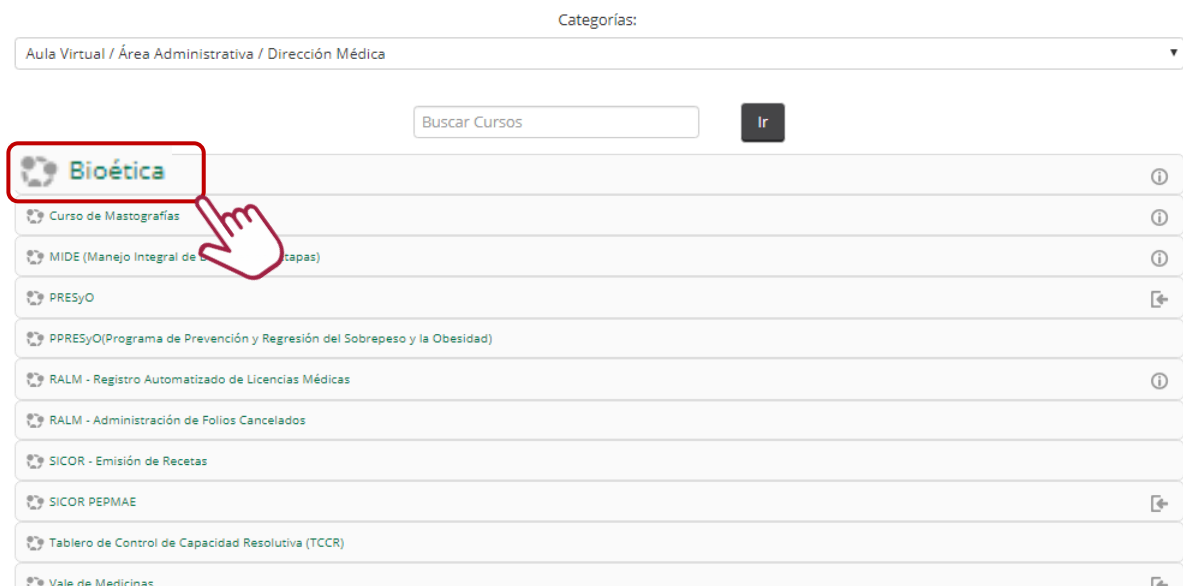 Categorías:
Aula Virtual / Área Administrativa / Dirección Médica
Buscar Cursos
Ir
Bioética
Curso de Mastografías
MIDE (Manejo Integral de tapas)
PRESyO
PPRESyO(Programa de Prevención y Regresión del Sobrepeso y la Obesidad)
RALM - Registro Automatizado de Licencias Médicas
RALM - Administración de Folios Cancelados
SICOR - Emisión de Recetas
SICOR PEPMAE
Tablero de Control de Capacidad Resolutiva (TCCR)
Vale de Medicinas